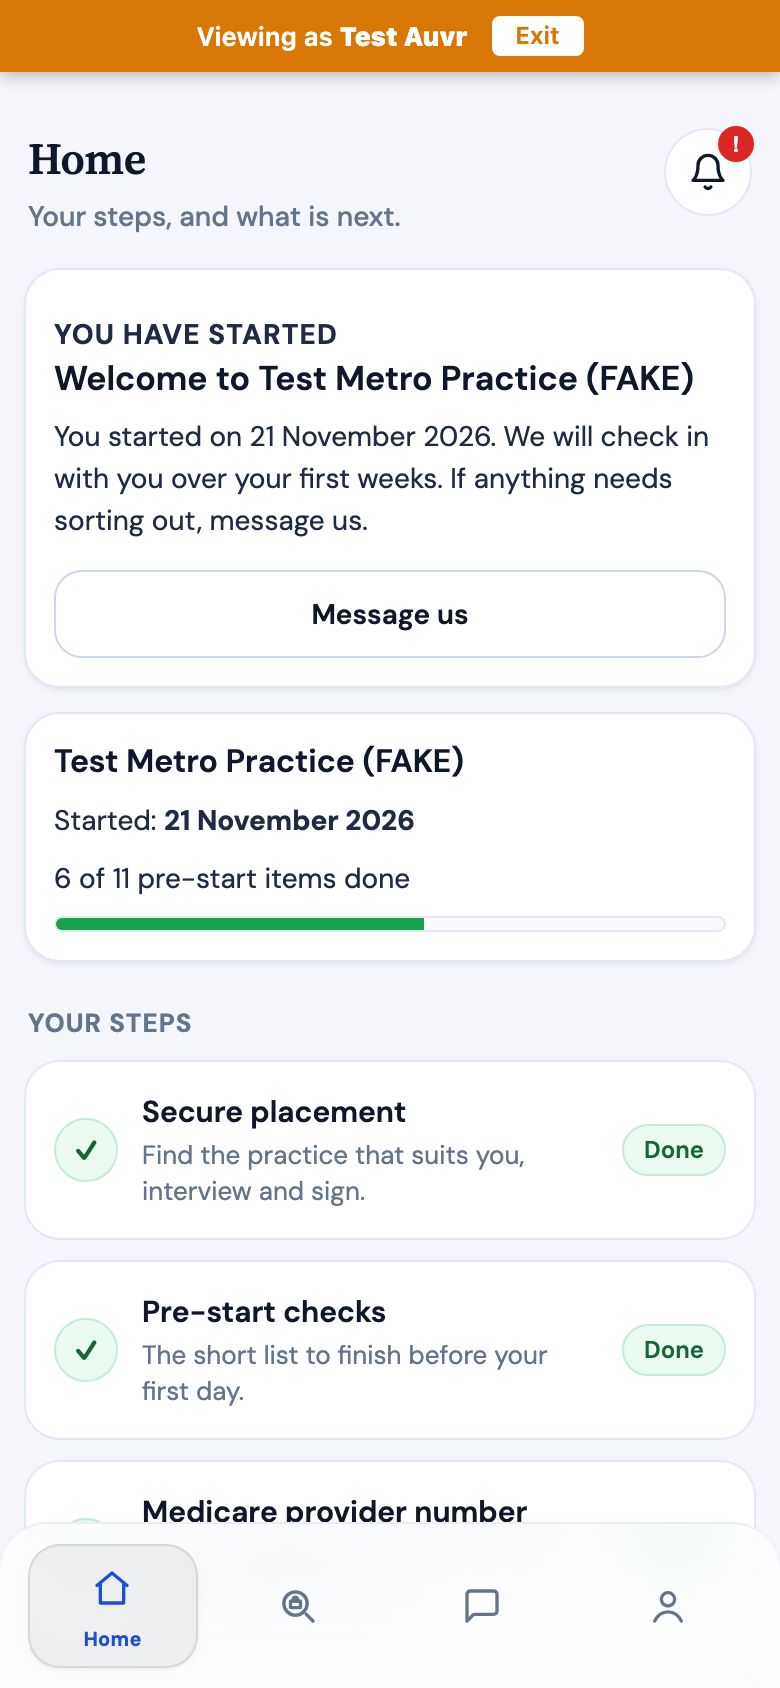 Viewing as Test Auvr Exit
Home
!
Your steps, and what is next.
YOU HAVE STARTED
Welcome to Test Metro Practice (FAKE)
You started on 21 November 2026. We will check in
with you over your first weeks. If anything needs
sorting out, message us.
Message us
Test Metro Practice (FAKE)
Started: 21 November 2026
6 of 11 pre-start items done
YOUR STEPS
Secure placement
Find the practice that suits you,
interview and sign.
Done
Pre-start checks
The short list to finish before your
first day.
Done
Medicare provider number
Home